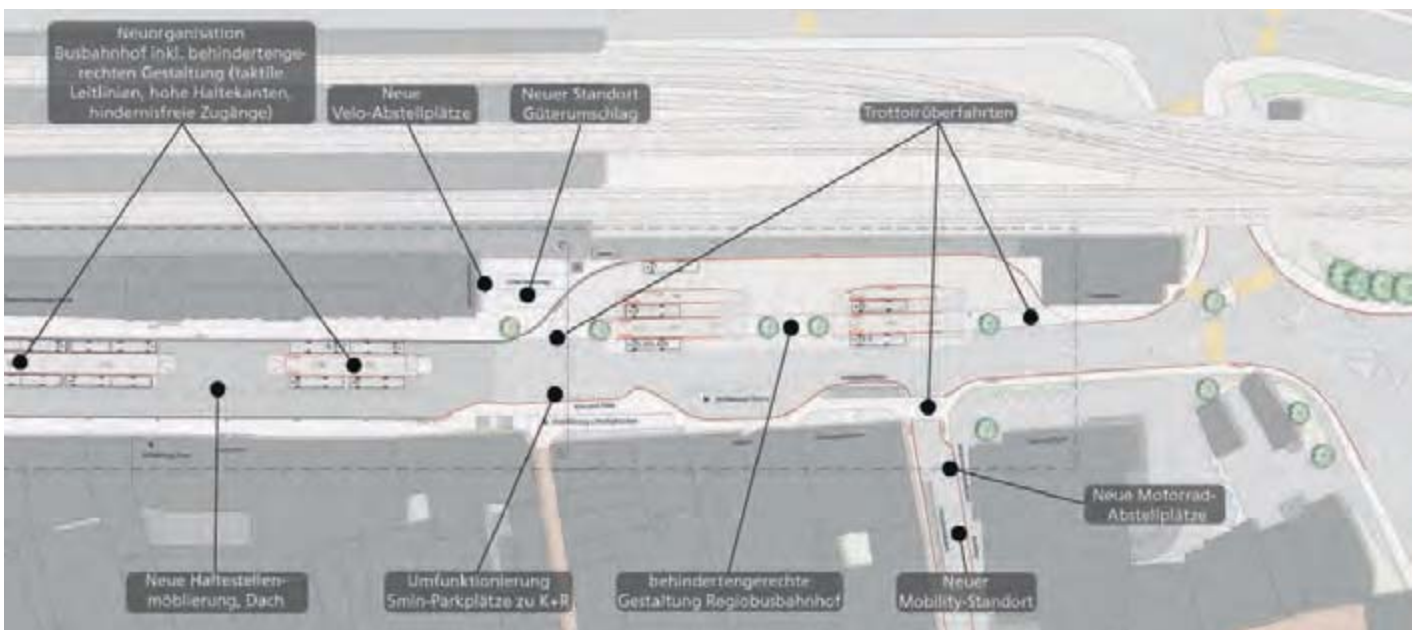 Neuorganisation
Busbahnhof inkl. behindertenge-
rechten Gestaltung (taktile
Leitlinien, hohe Haltekanten,
hindernisfreie Zugänge)
Neue
Velo-Abstellplätze
Neuer Standort
Güterumschlag
Trottoirüberfahrten
Neue Motorrad-
Abstellplätze
Neue Haltestellen-
möblierung, Dach
Umfunktionierung
5min-Parkplätze zu K+R
behindertengerechte
Gestaltung Regiobusbahnhof
Neuer
Mobility-Standort